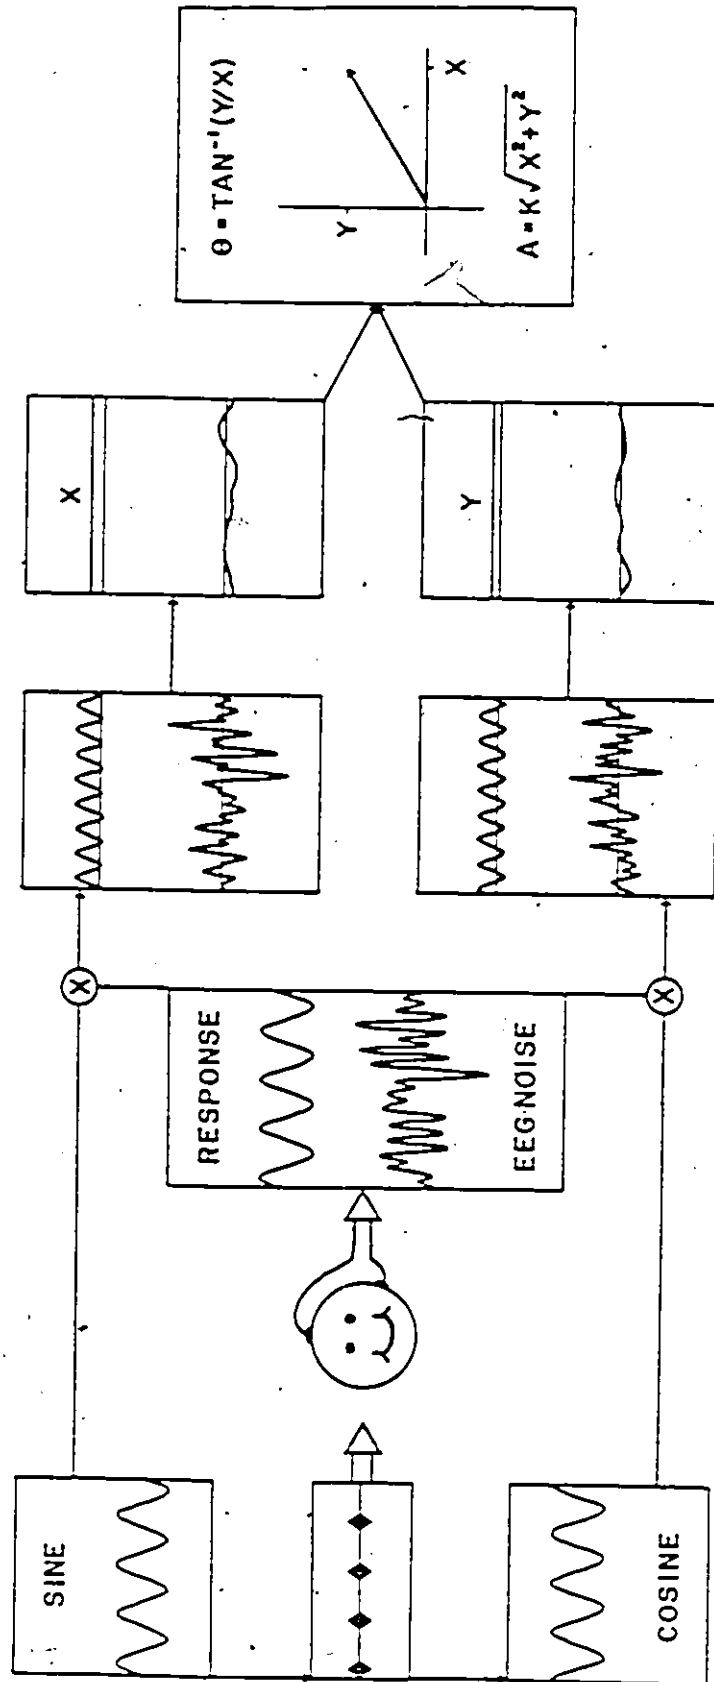 SINE
COSINE
RESPONSE
EEG·NOISE
X
X
X
Y
θ = TAN⁻¹(Y/X)
Y
X
A = K√X²+Y²